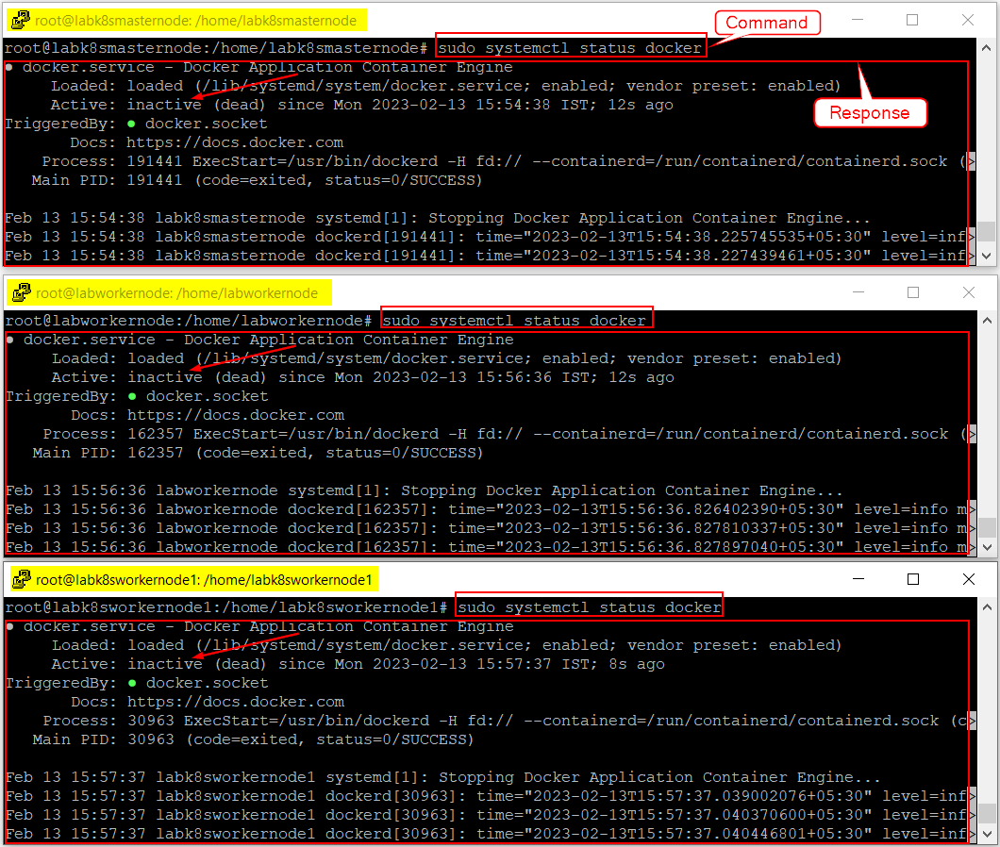 root@labk8smasternode: /home/labk8smasternode
Command
root@labk8smasternode:/home/labk8smasternode# sudo systemctl status docker
● docker.service - Docker Application Container Engine
Loaded: loaded (/lib/systemd/system/docker.service; enabled; vendor preset: enabled)
Active: inactive (dead) since Mon 2023-02-13 15:54:38 IST; 12s ago
Response
TriggeredBy: ● docker.socket
Docs: https://docs.docker.com
Process: 191441 ExecStart=/usr/bin/dockerd -H fd:// --containerd=/run/containerd/containerd.sock (>
Main PID: 191441 (code=exited, status=0/SUCCESS)
Feb 13 15:54:38 labk8smasternode systemd[1]: Stopping Docker Application Container Engine...
Feb 13 15:54:38 labk8smasternode dockerd[191441]: time="2023-02-13T15:54:38.225745535+05:30" level=inf>
Feb 13 15:54:38 labk8smasternode dockerd[191441]: time="2023-02-13T15:54:38.227439461+05:30" level=inf>
root@labworkernode: /home/labworkernode
root@labworkernode:/home/labworkernode# sudo systemctl status docker
● docker.service - Docker Application Container Engine
Loaded: loaded (/lib/systemd/system/docker.service; enabled; vendor preset: enabled)
Active: inactive (dead) since Mon 2023-02-13 15:56:36 IST; 12s ago
TriggeredBy: ● docker.socket
Docs: https://docs.docker.com
Process: 162357 ExecStart=/usr/bin/dockerd -H fd:// --containerd=/run/containerd/containerd.sock (>
Main PID: 162357 (code=exited, status=0/SUCCESS)
Feb 13 15:56:36 labworkernode systemd[1]: Stopping Docker Application Container Engine...
Feb 13 15:56:36 labworkernode dockerd[162357]: time="2023-02-13T15:56:36.826402390+05:30" level=info m>
Feb 13 15:56:36 labworkernode dockerd[162357]: time="2023-02-13T15:56:36.827810337+05:30" level=info m>
Feb 13 15:56:36 labworkernode dockerd[162357]: time="2023-02-13T15:56:36.827897040+05:30" level=info m>
root@labk8sworkernode1: /home/labk8sworkernode1
root@labk8sworkernode1:/home/labk8sworkernode1# sudo systemctl status docker
● docker.service - Docker Application Container Engine
Loaded: loaded (/lib/systemd/system/docker.service; enabled; vendor preset: enabled)
Active: inactive (dead) since Mon 2023-02-13 15:57:37 IST; 8s ago
TriggeredBy: ● docker.socket
Docs: https://docs.docker.com
Process: 30963 ExecStart=/usr/bin/dockerd -H fd:// --containerd=/run/containerd/containerd.sock (c>
Main PID: 30963 (code=exited, status=0/SUCCESS)
Feb 13 15:57:37 labk8sworkernode1 systemd[1]: Stopping Docker Application Container Engine...
Feb 13 15:57:37 labk8sworkernode1 dockerd[30963]: time="2023-02-13T15:57:37.039002076+05:30" level=inf>
Feb 13 15:57:37 labk8sworkernode1 dockerd[30963]: time="2023-02-13T15:57:37.040370600+05:30" level=inf>
Feb 13 15:57:37 labk8sworkernode1 dockerd[30963]: time="2023-02-13T15:57:37.040446801+05:30" level=inf>